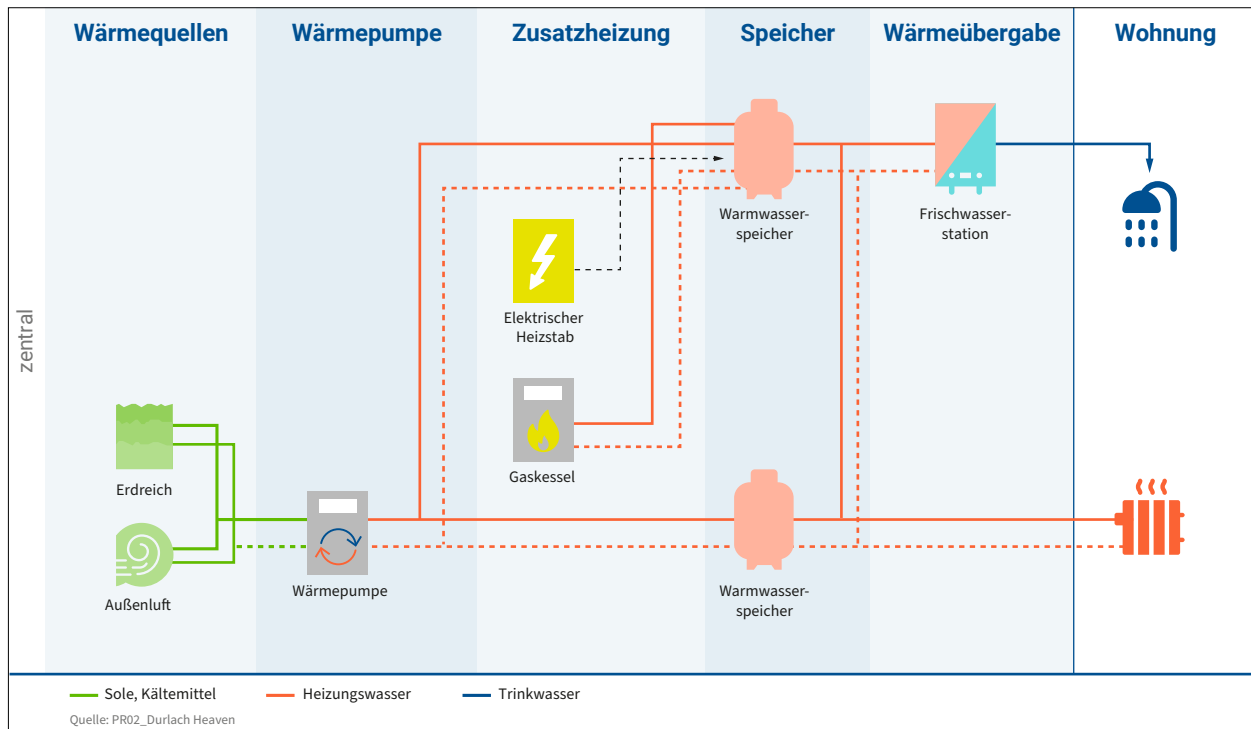 Wärmequellen
Wärmepumpe
Zusatzheizung
Speicher
Wärmeübergabe
Wohnung
zentral
Warmwasser-
speicher
Frischwasser-
station
Elektrischer
Heizstab
Gaskessel
Erdreich
Außenluft
Wärmepumpe
Warmwasser-
speicher
Sole, Kältemittel
Heizungswasser
Trinkwasser
Quelle: PR02_Durlach Heaven